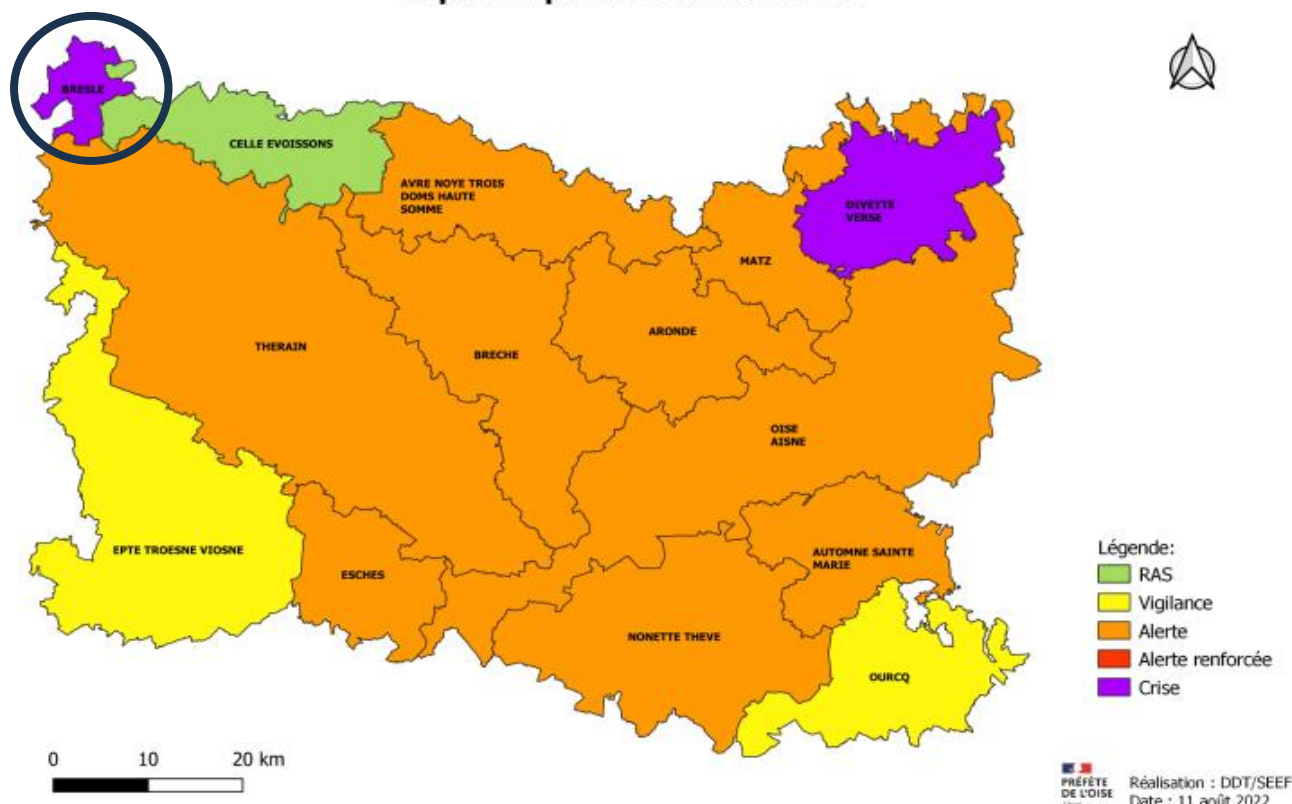 BRESLE
CELLE EVOISSONS
AVRE NOYE TROIS
DOMS HAUTE
SOMME
DIVETTE
VERSE
MATZ
ARONDE
THERAIN
BRECHE
OISE
AISNE
EPTE TROESNE VIOSNE
ESCHES
AUTOMNE SAINTE
MARIE
NONETTE THEVE
OURCQ
Légende:
RAS
Vigilance
Alerte
Alerte renforcée
Crise
0 10 20 km
PRÉFÈTE
DE L'OISE
Réalisation : DDT/SEEF
Date : 11 août 2022